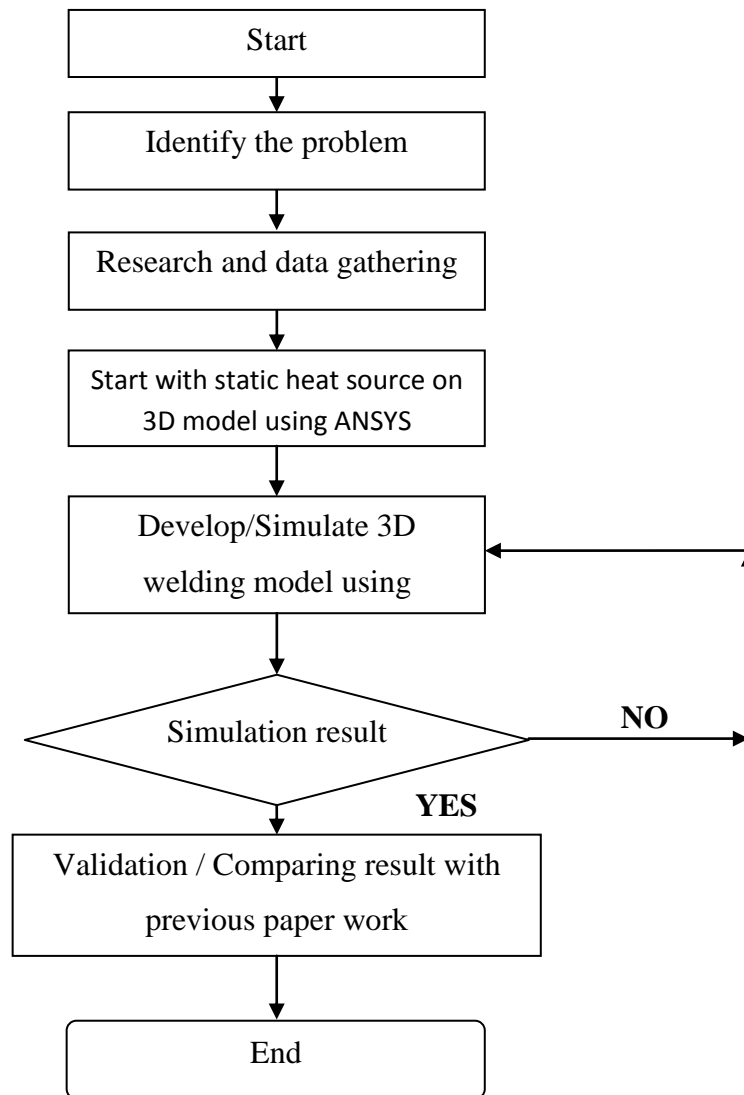 Start
Identify the problem
Research and data gathering
Start with static heat source on
3D model using ANSYS
Develop/Simulate 3D
welding model using
Simulation result
NO
YES
Validation / Comparing result with
previous paper work
End